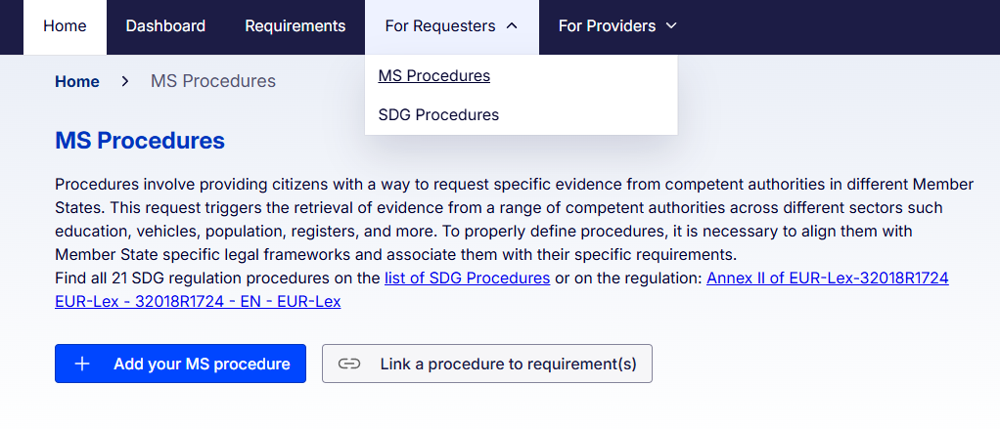 Home Dashboard Requirements For Requesters For Providers
MS Procedures
SDG Procedures
Home > MS Procedures
MS Procedures
Procedures involve providing citizens with a way to request specific evidence from competent authorities in different Member
States. This request triggers the retrieval of evidence from a range of competent authorities across different sectors such
education, vehicles, population, registers, and more. To properly define procedures, it is necessary to align them with
Member State specific legal frameworks and associate them with their specific requirements.
Find all 21 SDG regulation procedures on the list of SDG Procedures or on the regulation: Annex II of EUR-Lex-32018R1724
EUR-Lex - 32018R1724 - EN - EUR-Lex
Add your MS procedure
Link a procedure to requirement(s)